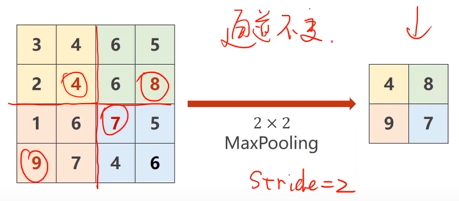 3 4 6 5
2 4 6 8
1 6 7 5
9 7 4 6
通道不变.
2 × 2
MaxPooling
Stride=2
4 8
9 7